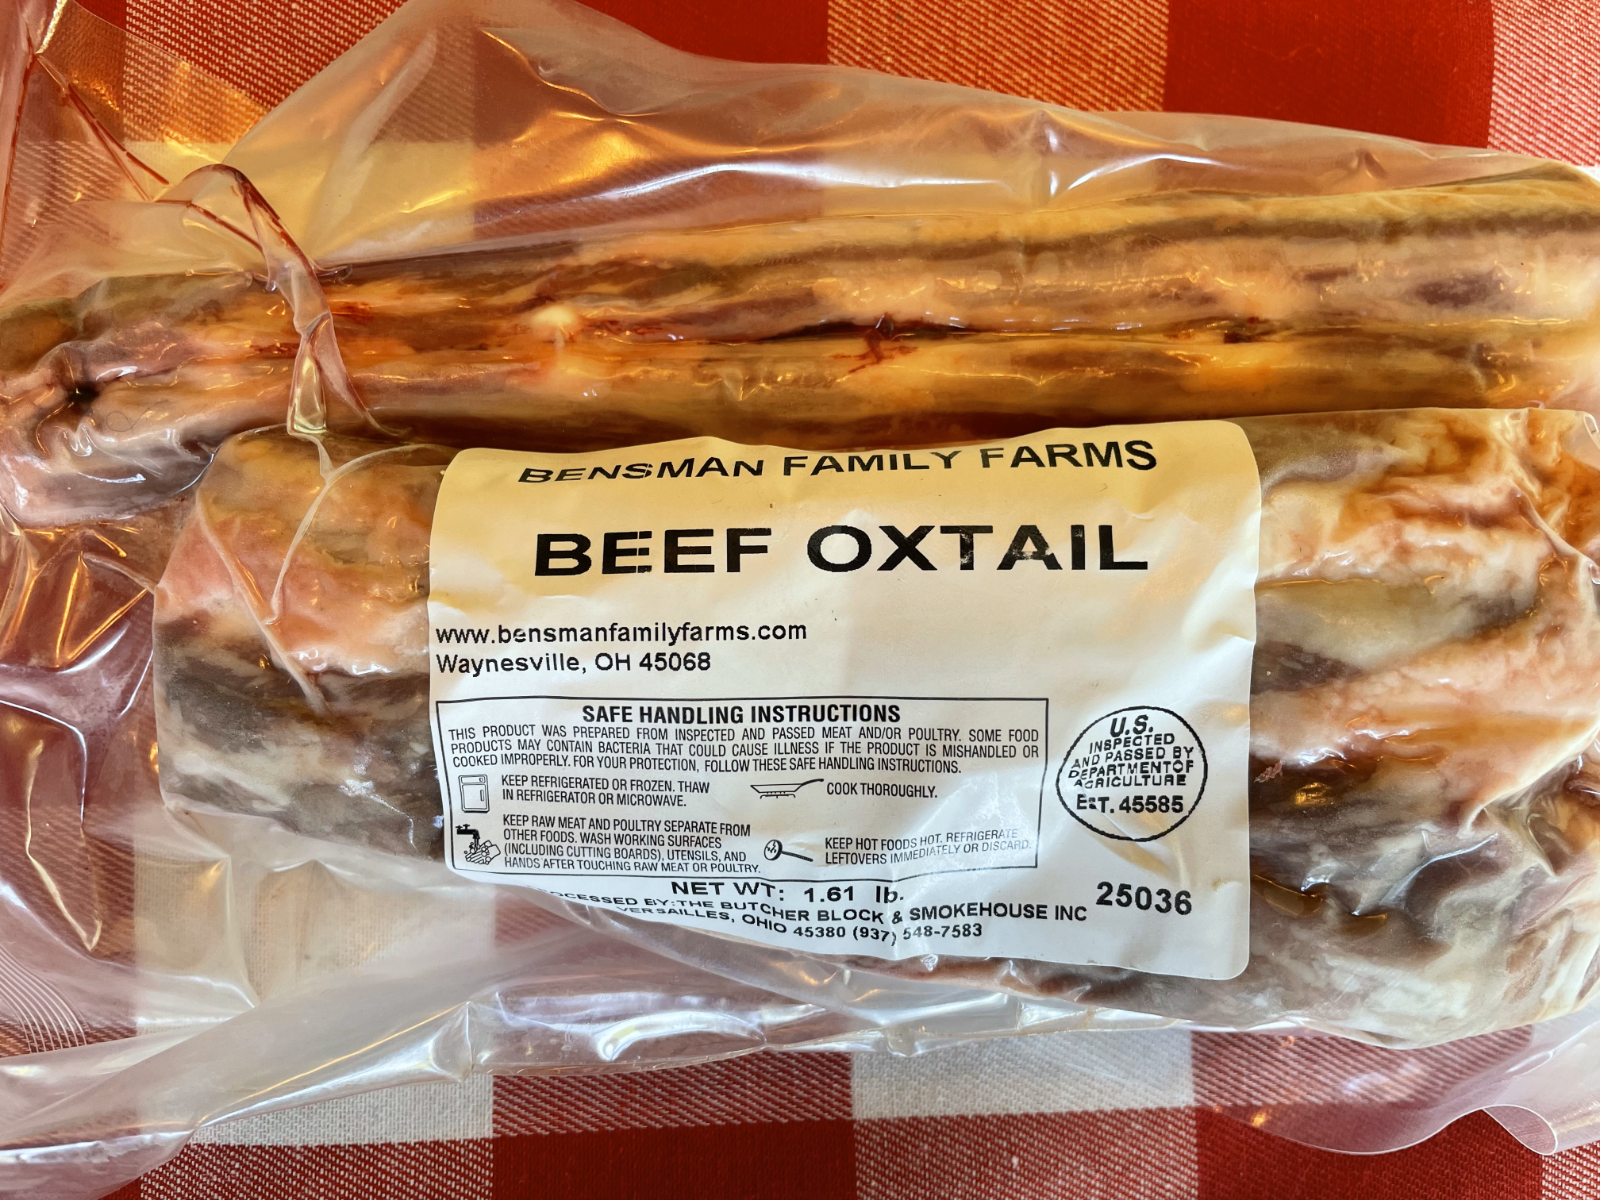 BENSMAN FAMILY FARMS
BEEF OXTAIL
www.bensmanfamilyfarms.com
Waynesville, OH 45068
SAFE HANDLING INSTRUCTIONS
THIS PRODUCT WAS PREPARED FROM INSPECTED AND PASSED MEAT AND/OR POULTRY. SOME FOOD
PRODUCTS MAY CONTAIN BACTERIA THAT COULD CAUSE ILLNESS IF THE PRODUCT IS MISHANDLED OR
COOKED IMPROPERLY. FOR YOUR PROTECTION, FOLLOW THESE SAFE HANDLING INSTRUCTIONS.
KEEP REFRIGERATED OR FROZEN. THAW
IN REFRIGERATOR OR MICROWAVE.
COOK THOROUGHLY.
KEEP RAW MEAT AND POULTRY SEPARATE FROM
OTHER FOODS. WASH WORKING SURFACES
(INCLUDING CUTTING BOARDS), UTENSILS, AND
HANDS AFTER TOUCHING RAW MEAT OR POULTRY.
KEEP HOT FOODS HOT. REFRIGERATE
LEFTOVERS IMMEDIATELY OR DISCARD.
U.S.
INSPECTED
AND PASSED BY
DEPARTMENT OF
AGRICULTURE
EST. 45585
NET WT: 1.61 lb.
25036
BY: THE BUTCHER BLOCK & SMOKEHOUSE INC
VERSAILLES, OHIO 45380 (937) 548-7583